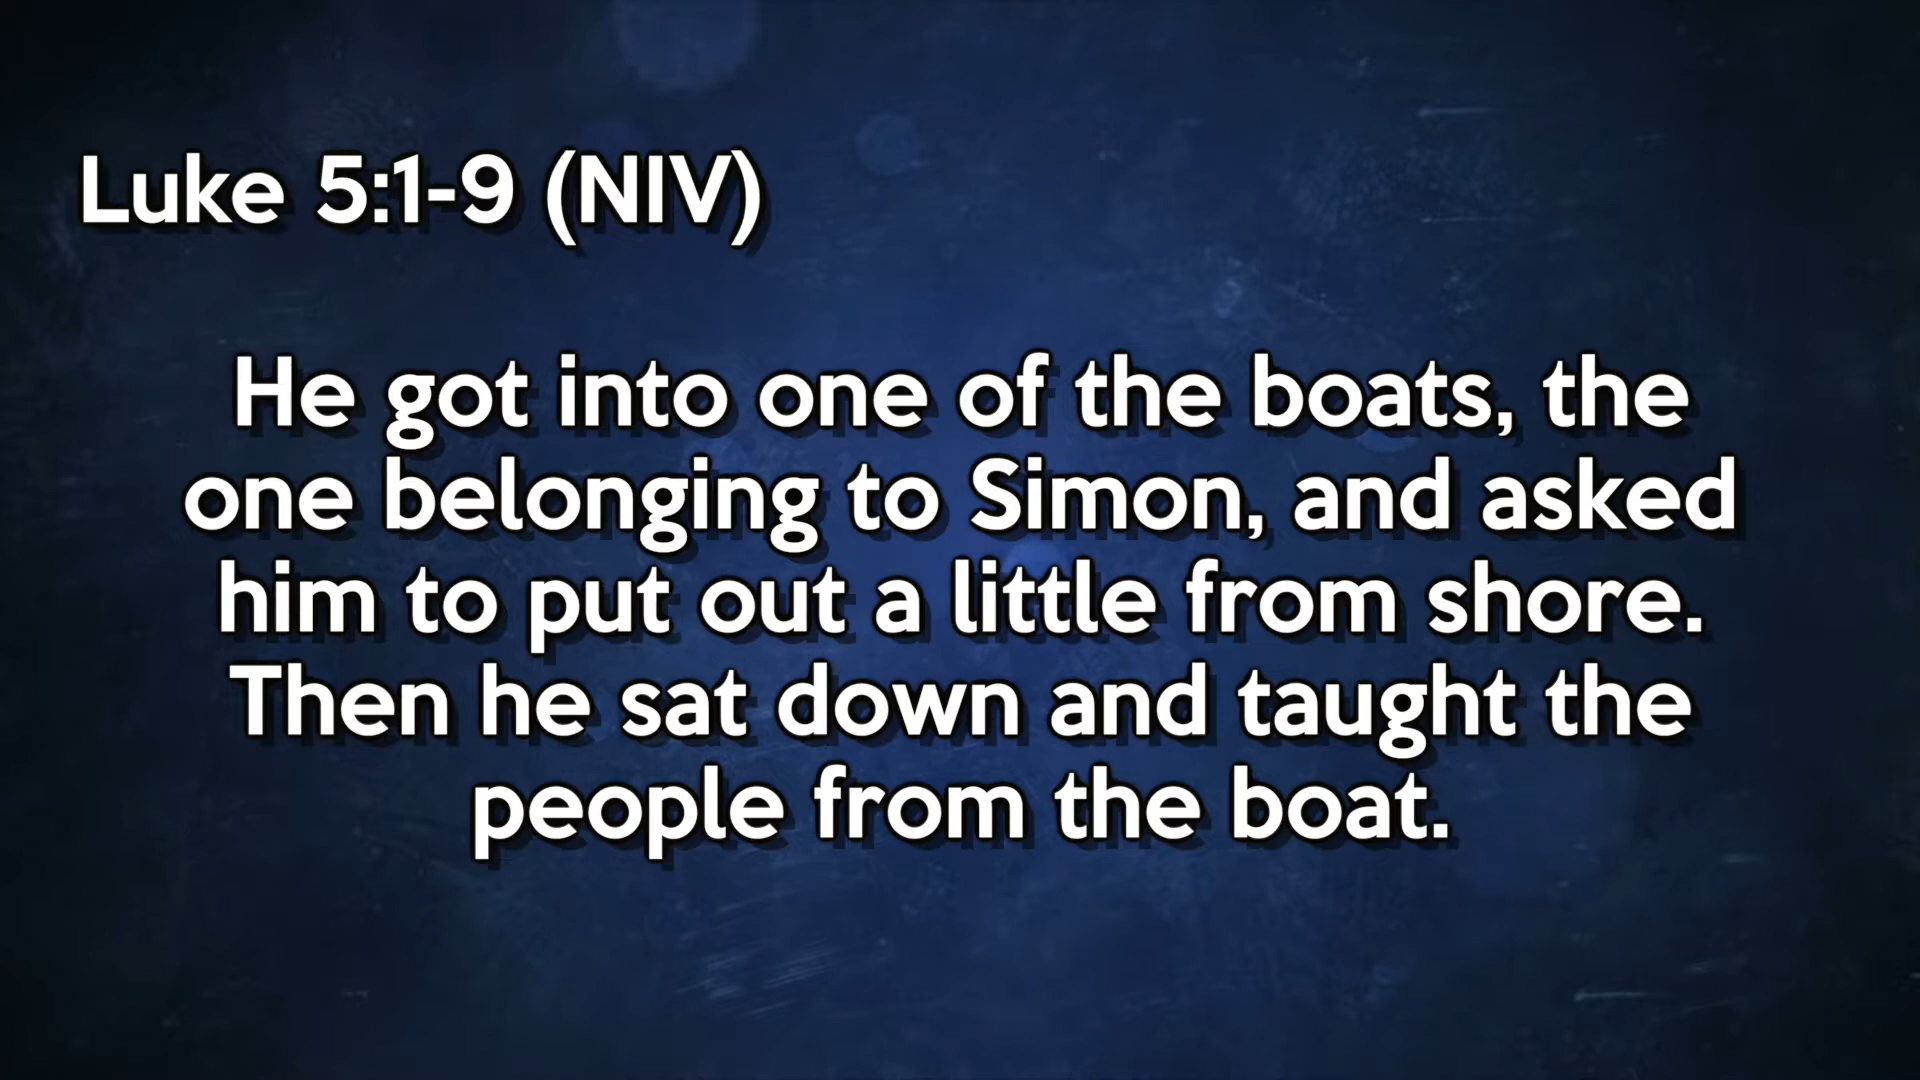 Luke 5:1-9 (NIV)
He got into one of the boats, the
one belonging to Simon, and asked
him to put out a little from shore.
Then he sat down and taught the
people from the boat.